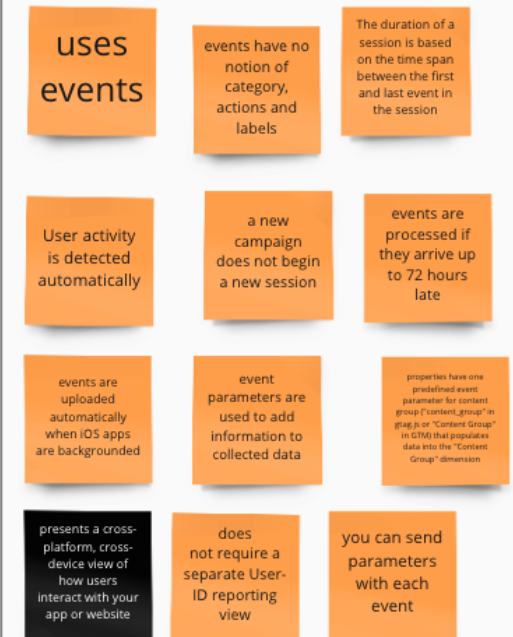 uses
events
events have no
notion of
category,
actions and
labels
The duration of a
session is based
on the time span
between the first
and last event in
the session
User activity
is detected
automatically
a new
campaign
does not begin
a new session
events are
processed if
they arrive up
to 72 hours
late
events are
uploaded
automatically
when iOS apps
are backgrounded
event
parameters are
used to add
information to
collected data
properties have one
predefined event
parameter for content
group ("content_group" in
gtag.js or "Content Group"
in GTM) that populates
data into the "Content
Group" dimension
presents a cross-
platform, cross-
device view of
how users
interact with your
app or website
does
not require a
separate User-
ID reporting
view
you can send
parameters
with each
event